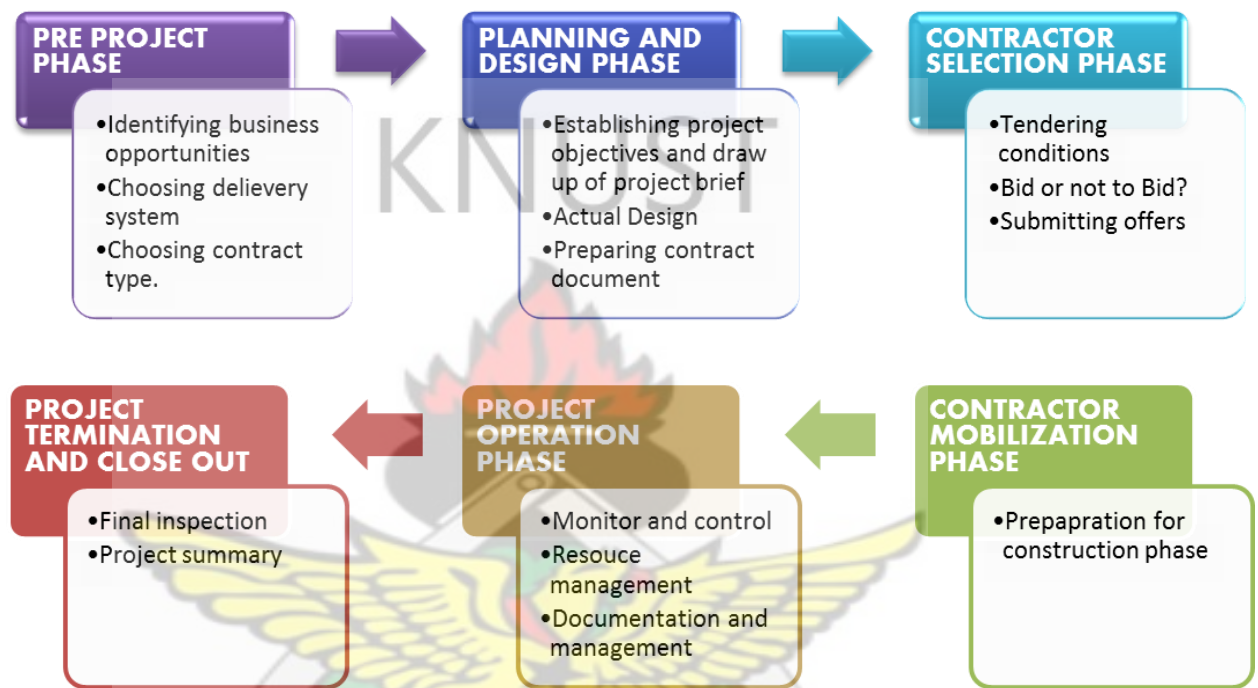 PRE PROJECT
PHASE
•Identifying business
opportunities
•Choosing delievery
system
•Choosing contract
type.
PLANNING AND
DESIGN PHASE
•Establishing project
objectives and draw
up of project brief
•Actual Design
•Preparing contract
document
CONTRACTOR
SELECTION PHASE
•Tendering
conditions
•Bid or not to Bid?
•Submitting offers
KNUST
CONTRACTOR
MOBILIZATION
PHASE
•Prepapration for
construction phase
PROJECT
OPERATION
PHASE
•Monitor and control
•Resouce
management
•Documentation and
management
PROJECT
TERMINATION
AND CLOSE OUT
•Final inspection
•Project summary